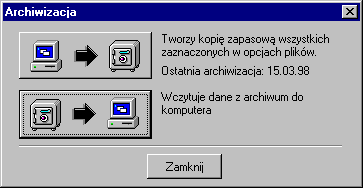 Archiwizacja
Tworzy kopię zapasową wszystkich
zaznaczonych w opcjach plików.
Ostatnia archiwizacja: 15.03.98
Wczytuje dane z archiwum do
komputera
Zamknij